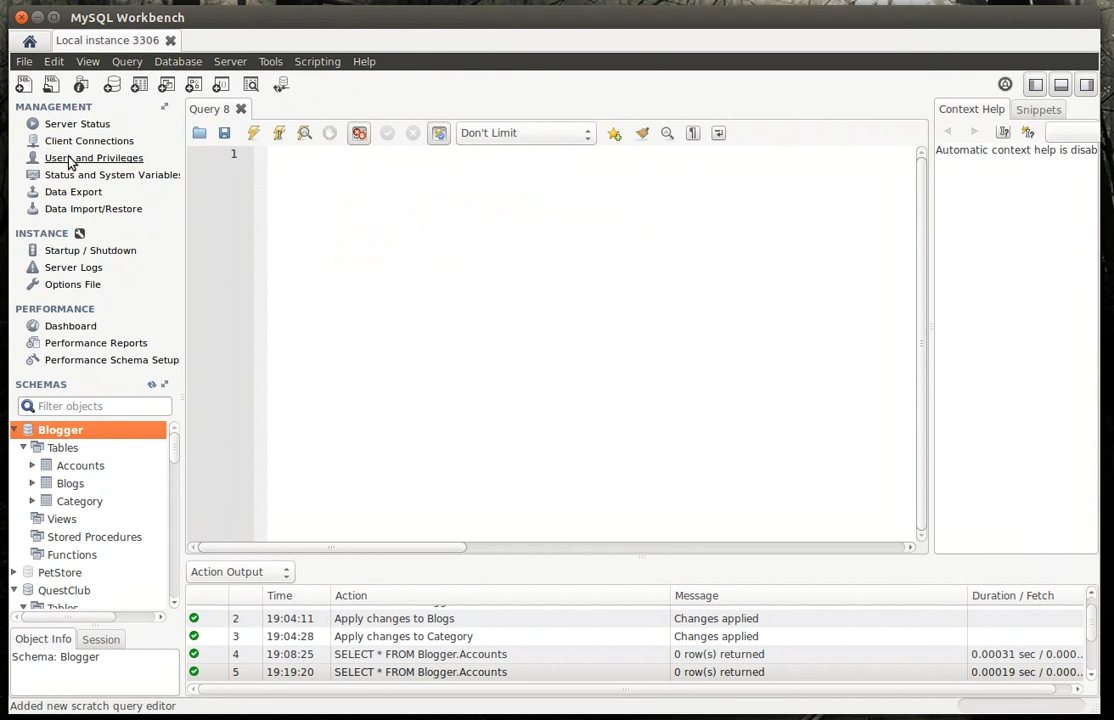 MySQL Workbench
Local instance 3306
File Edit View Query Database Server Tools Scripting Help
MANAGEMENT
Server Status
Client Connections
Users and Privileges
Status and System Variables
Data Export
Data Import/Restore
INSTANCE
Startup / Shutdown
Server Logs
Options File
PERFORMANCE
Dashboard
Performance Reports
Performance Schema Setup
SCHEMAS
Filter objects
Blogger
Tables
Accounts
Blogs
Category
Views
Stored Procedures
Functions
PetStore
QuestClub
Tables
Object Info Session
Schema: Blogger
Query 8
Don't Limit
1
Context Help Snippets
Automatic context help is disab
Action Output
Time Action Message Duration / Fetch
2 19:04:11 Apply changes to Blogs Changes applied
3 19:04:28 Apply changes to Category Changes applied
4 19:08:25 SELECT * FROM Blogger.Accounts 0 row(s) returned 0.00031 sec / 0.000...
5 19:19:20 SELECT * FROM Blogger.Accounts 0 row(s) returned 0.00019 sec / 0.000...
Added new scratch query editor